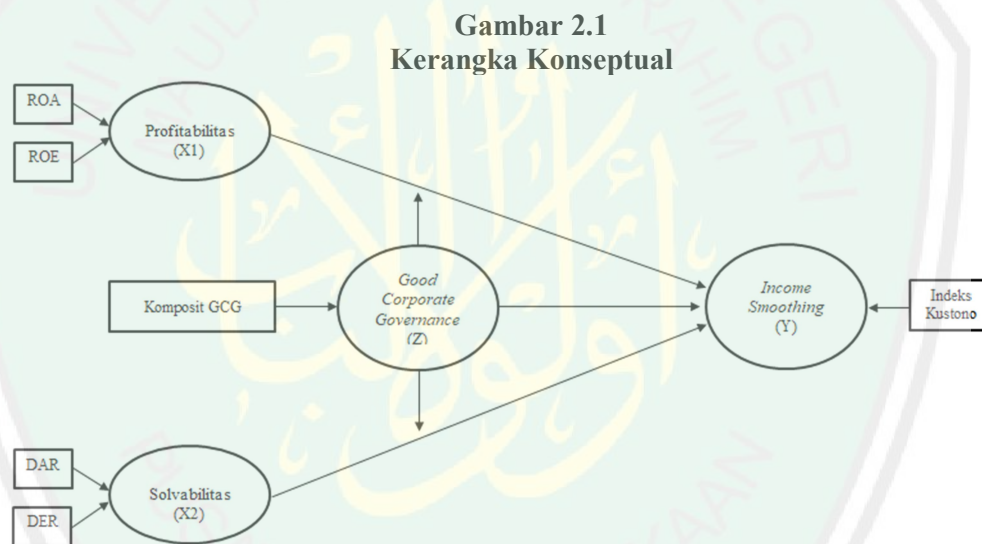 Gambar 2.1
Kerangka Konseptual
ROA
ROE
Profitabilitas
(X1)
Komposit GCG
Good
Corporate
Governance
(Z)
Income
Smoothing
(Y)
Indeks
Kustono
DAR
DER
Solvabilitas
(X2)